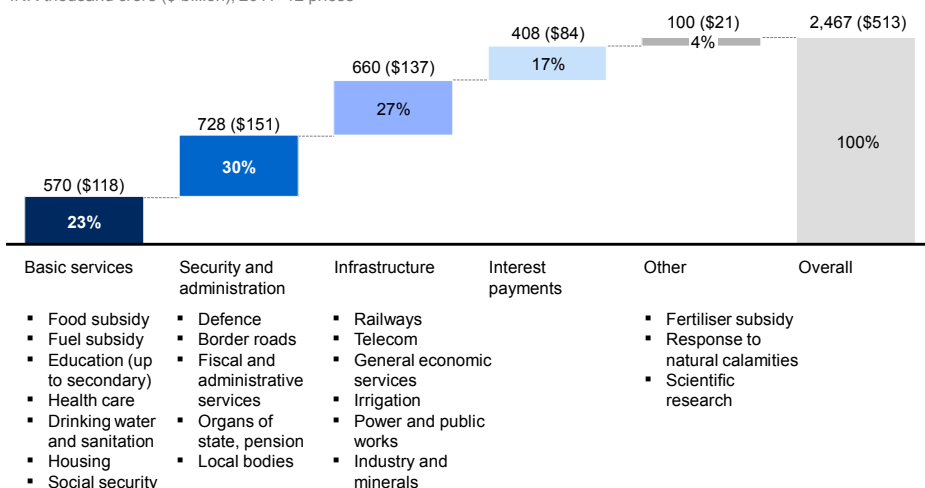 408 ($84)
100 ($21)
2,467 ($513)
4%
660 ($137)
17%
27%
728 ($151)
100%
30%
570 ($118)
23%
Basic services
Security and
administration
Infrastructure
Interest
payments
Other
Overall
▪ Food subsidy
▪ Fuel subsidy
▪ Education (up
to secondary)
▪ Health care
▪ Drinking water
and sanitation
▪ Housing
▪ Social security
▪ Defence
▪ Border roads
▪ Fiscal and
administrative
services
▪ Organs of
state, pension
▪ Local bodies
▪ Railways
▪ Telecom
▪ General economic
services
▪ Irrigation
▪ Power and public
works
▪ Industry and
minerals
▪ Fertiliser subsidy
▪ Response to
natural calamities
▪ Scientific
research